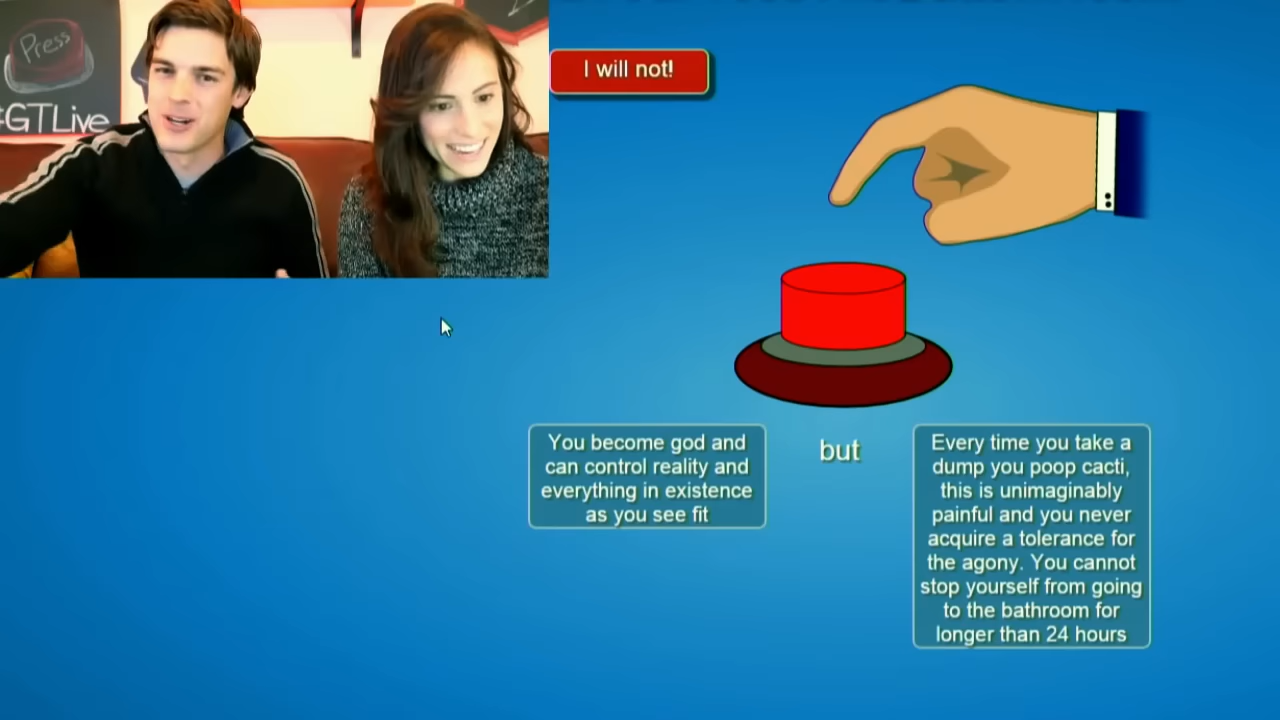 Press
#GTLive
I will not!
You become god and
can control reality and
everything in existence
as you see fit
but
Every time you take a
dump you poop cacti,
this is unimaginably
painful and you never
acquire a tolerance for
the agony. You cannot
stop yourself from going
to the bathroom for
longer than 24 hours